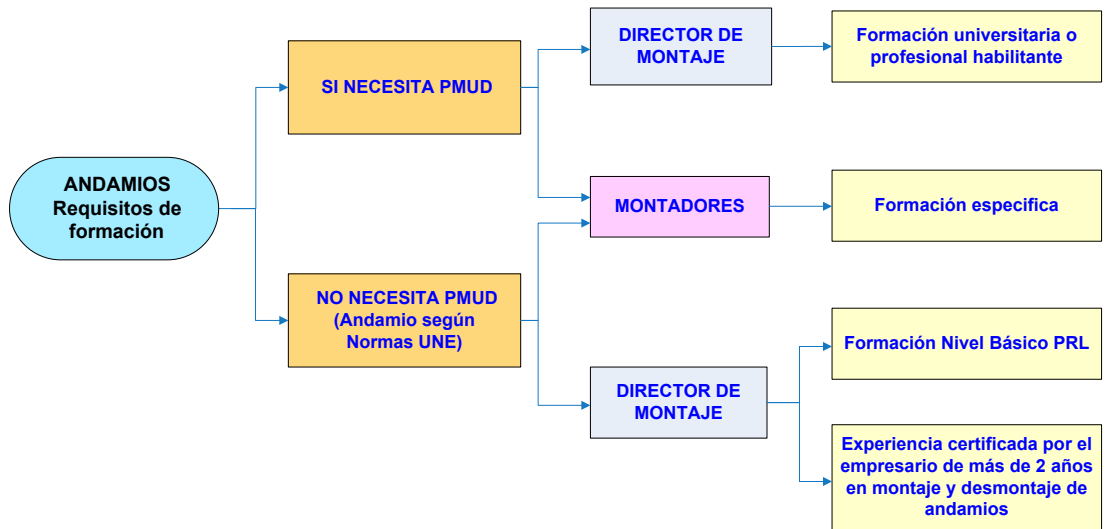 ANDAMIOS
Requisitos de
formación
SI NECESITA PMUD
NO NECESITA PMUD
(Andamio según
Normas UNE)
DIRECTOR DE
MONTAJE
MONTADORES
DIRECTOR DE
MONTAJE
Formación universitaria o
profesional habilitante
Formación especifica
Formación Nivel Básico PRL
Experiencia certificada por el
empresario de más de 2 años
en montaje y desmontaje de
andamios